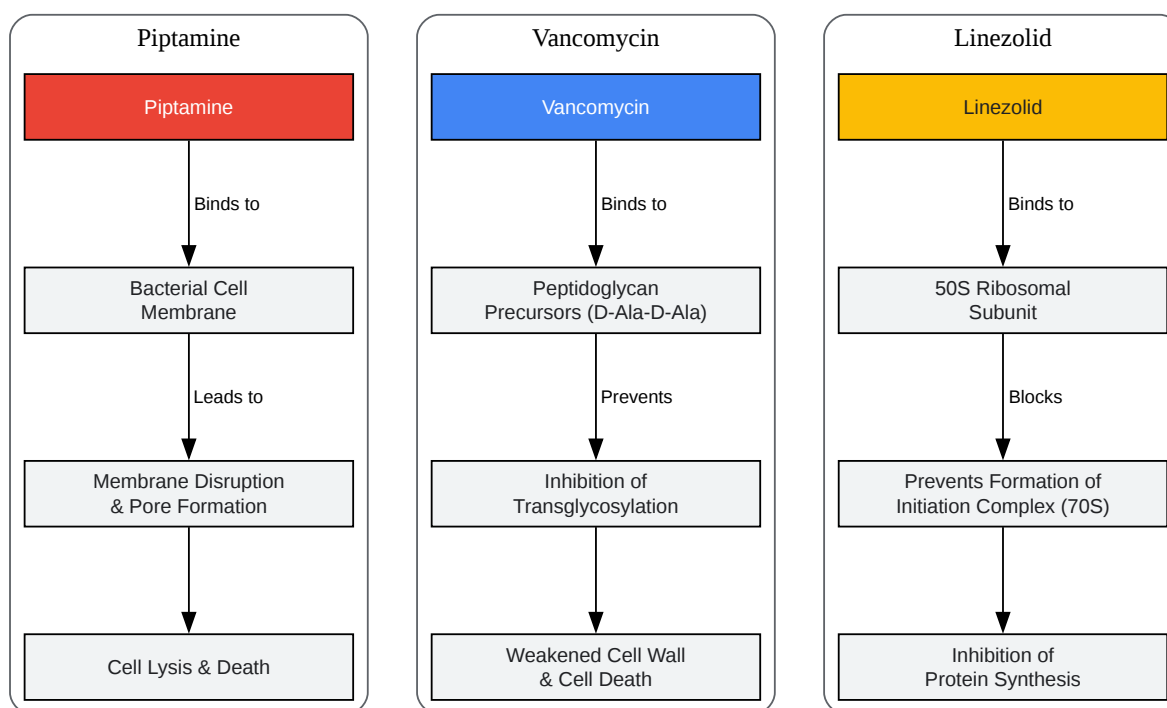 Piptamine
Piptamine
Binds to
Bacterial Cell
Membrane
Leads to
Membrane Disruption
& Pore Formation
Cell Lysis & Death
Vancomycin
Vancomycin
Binds to
Peptidoglycan
Precursors (D-Ala-D-Ala)
Prevents
Inhibition of
Transglycosylation
Weakened Cell Wall
& Cell Death
Linezolid
Linezolid
Binds to
50S Ribosomal
Subunit
Blocks
Prevents Formation of
Initiation Complex (70S)
Inhibition of
Protein Synthesis